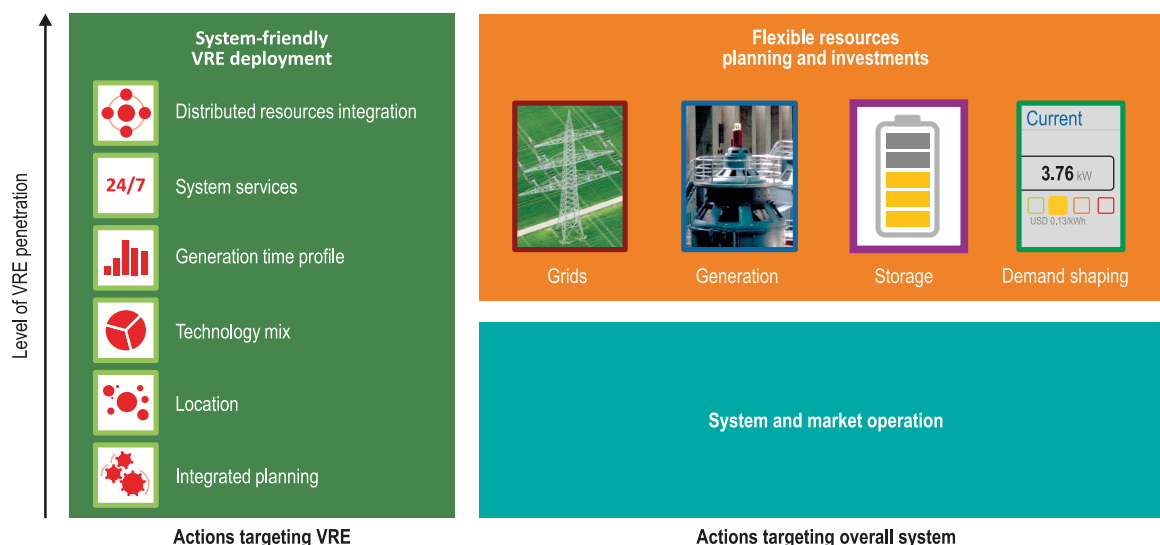 Level of VRE penetration
System-friendly
VRE deployment
Distributed resources integration
24/7
System services
Generation time profile
Technology mix
Location
Integrated planning
Actions targeting VRE
Flexible resources
planning and investments
Current
3.76 kW
USD 0,13/kWh
Grids
Generation
Storage
Demand shaping
System and market operation
Actions targeting overall system